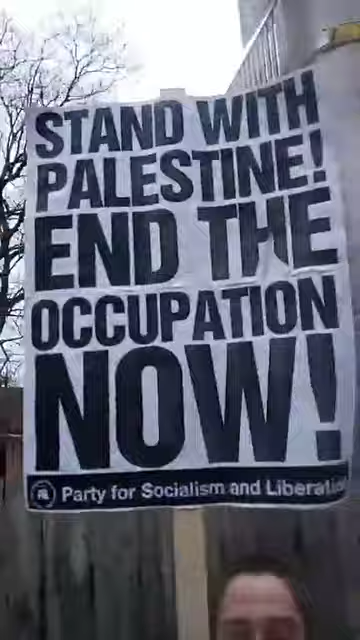 STAND WITH
PALESTINE!
END THE
OCCUPATION
NOW!
Party for Socialism and Liberation